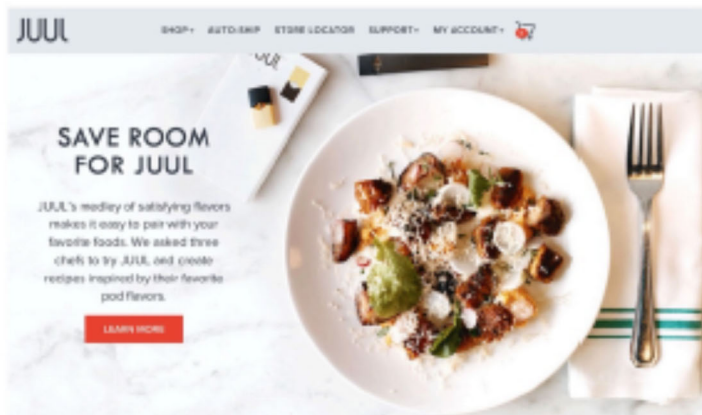 JUUL
SHOP AUTO-SHIP STORE LOCATOR SUPPORT MY ACCOUNT
JUUL
SAVE ROOM
FOR JUUL
JUUL's medley of satisfying flavors
makes it easy to pair with your
favorite foods. We asked three
chefs to try JUUL and create
recipes inspired by their favorite
pod flavors.
LEARN MORE